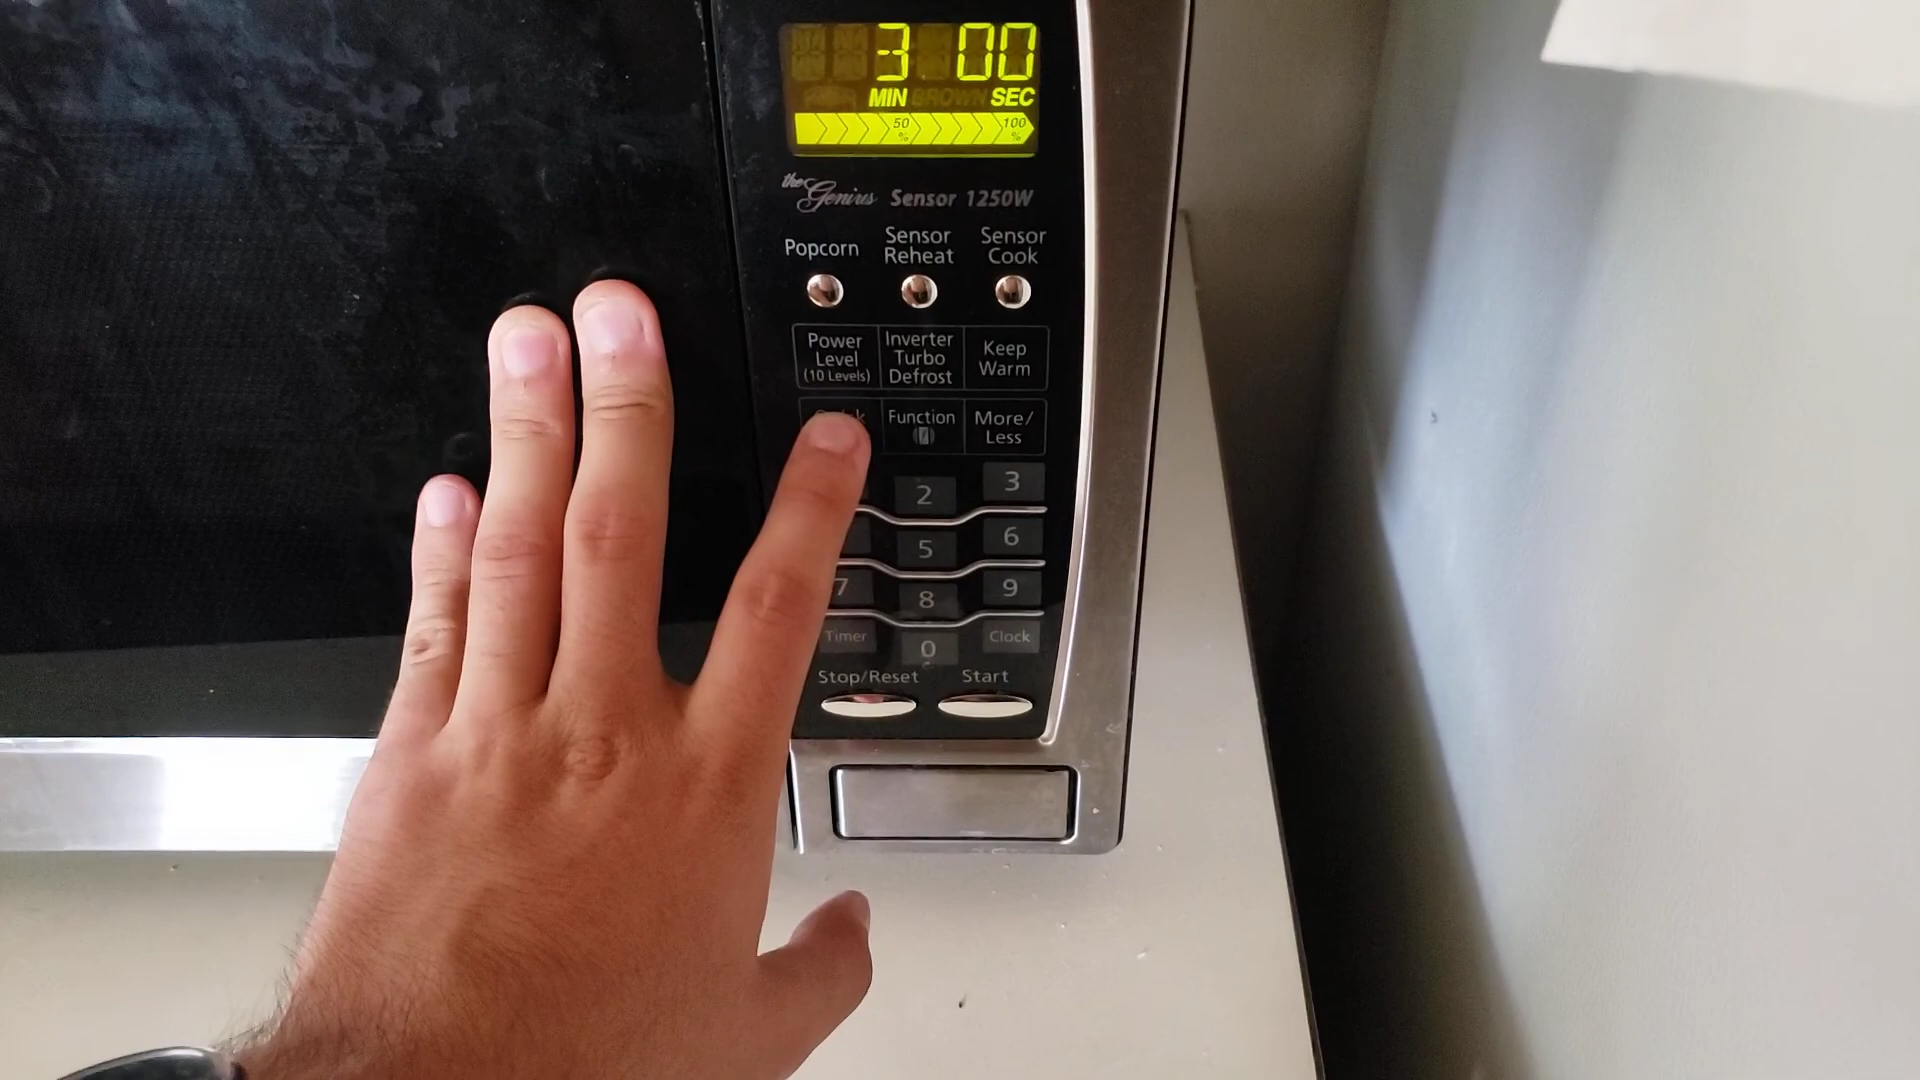 3 00
MIN BROWN SEC
50 % 100 %
the Genius Sensor 1250W
Popcorn
Sensor
Reheat
Sensor
Cook
Power
Level
(10 Levels)
Inverter
Turbo
Defrost
Keep
Warm
Function
More/
Less
2
3
5
6
7
8
9
Timer
0
Clock
Stop/Reset
Start